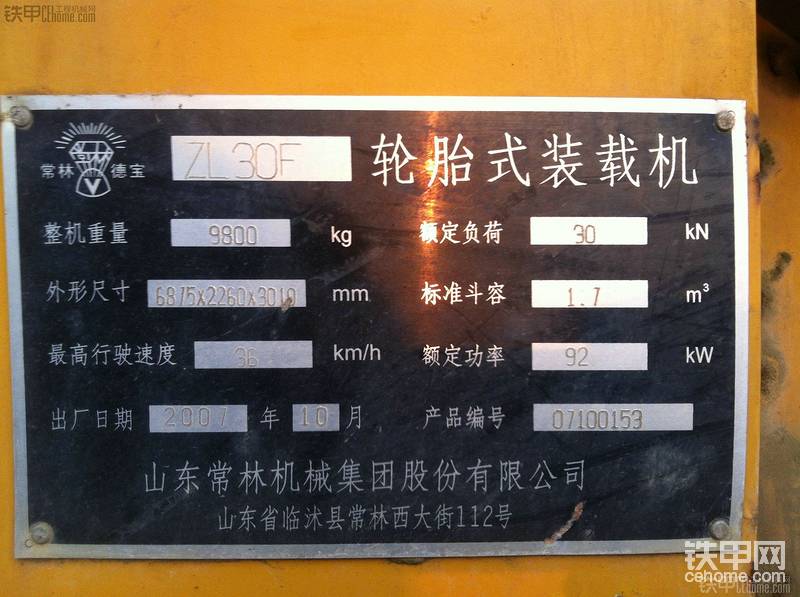 铁甲 工程机械网
cehome.com
常林 德宝
ZL30F 轮胎式装载机
整机重量 9800 kg 额定负荷 30 kN
外形尺寸 6875x2260x3010 mm 标准斗容 1.7 m³
最高行驶速度 36 km/h 额定功率 92 kW
出厂日期 2007 年 10 月 产品编号 07100153
山东常林机械集团股份有限公司
山东省临沭县常林西大街112号
铁甲网
cehome.com